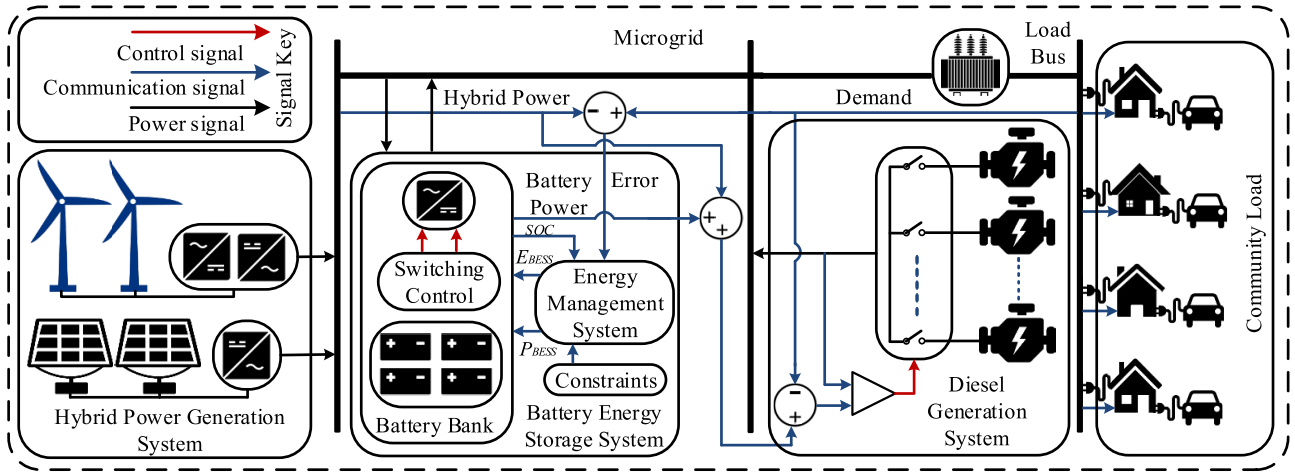 Control signal
Communication signal
Power signal
Signal Key
Hybrid Power Generation
System
Microgrid
Hybrid Power
- +
Error
Battery
Power
SOC
E_BESS
P_BESS
Switching
Control
Energy
Management
System
Constraints
Battery Bank
Battery Energy
Storage System
+ - + -
+ - + -
+
+
Load
Bus
Demand
-
+
Diesel
Generation
System
Community Load